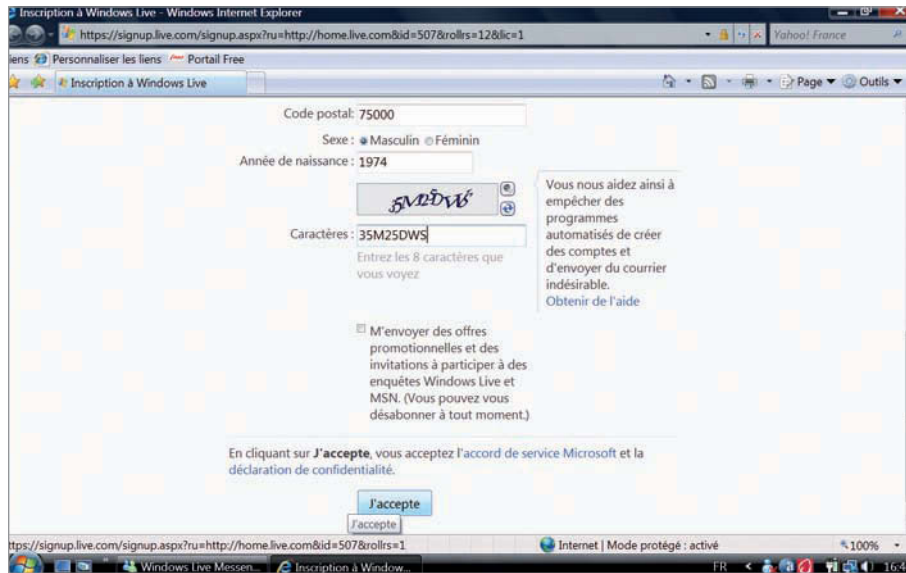 Inscription à Windows Live - Windows Internet Explorer
https://signup.live.com/signup.aspx?ru=http://home.live.com&id=507&rollrs=12&lic=1
Yahoo! France
iens Personnaliser les liens Portail Free
Inscription à Windows Live
Page Outils
Code postal: 75000
Sexe : Masculin Féminin
Année de naissance : 1974
35M25DWS
Caractères : 35M25DWS
Entrez les 8 caractères que
vous voyez
Vous nous aidez ainsi à
empêcher des
programmes
automatisés de créer
des comptes et
d'envoyer du courrier
indésirable.
Obtenir de l'aide
M'envoyer des offres
promotionnelles et des
invitations à participer à des
enquêtes Windows Live et
MSN. (Vous pouvez vous
désabonner à tout moment.)
En cliquant sur J'accepte, vous acceptez l'accord de service Microsoft et la
déclaration de confidentialité.
J'accepte
J'accepte
ttps://signup.live.com/signup.aspx?ru=http://home.live.com&id=507&rollrs=1
Internet | Mode protégé : activé
100%
Windows Live Messen...
Inscription à Window...
FR
16:4